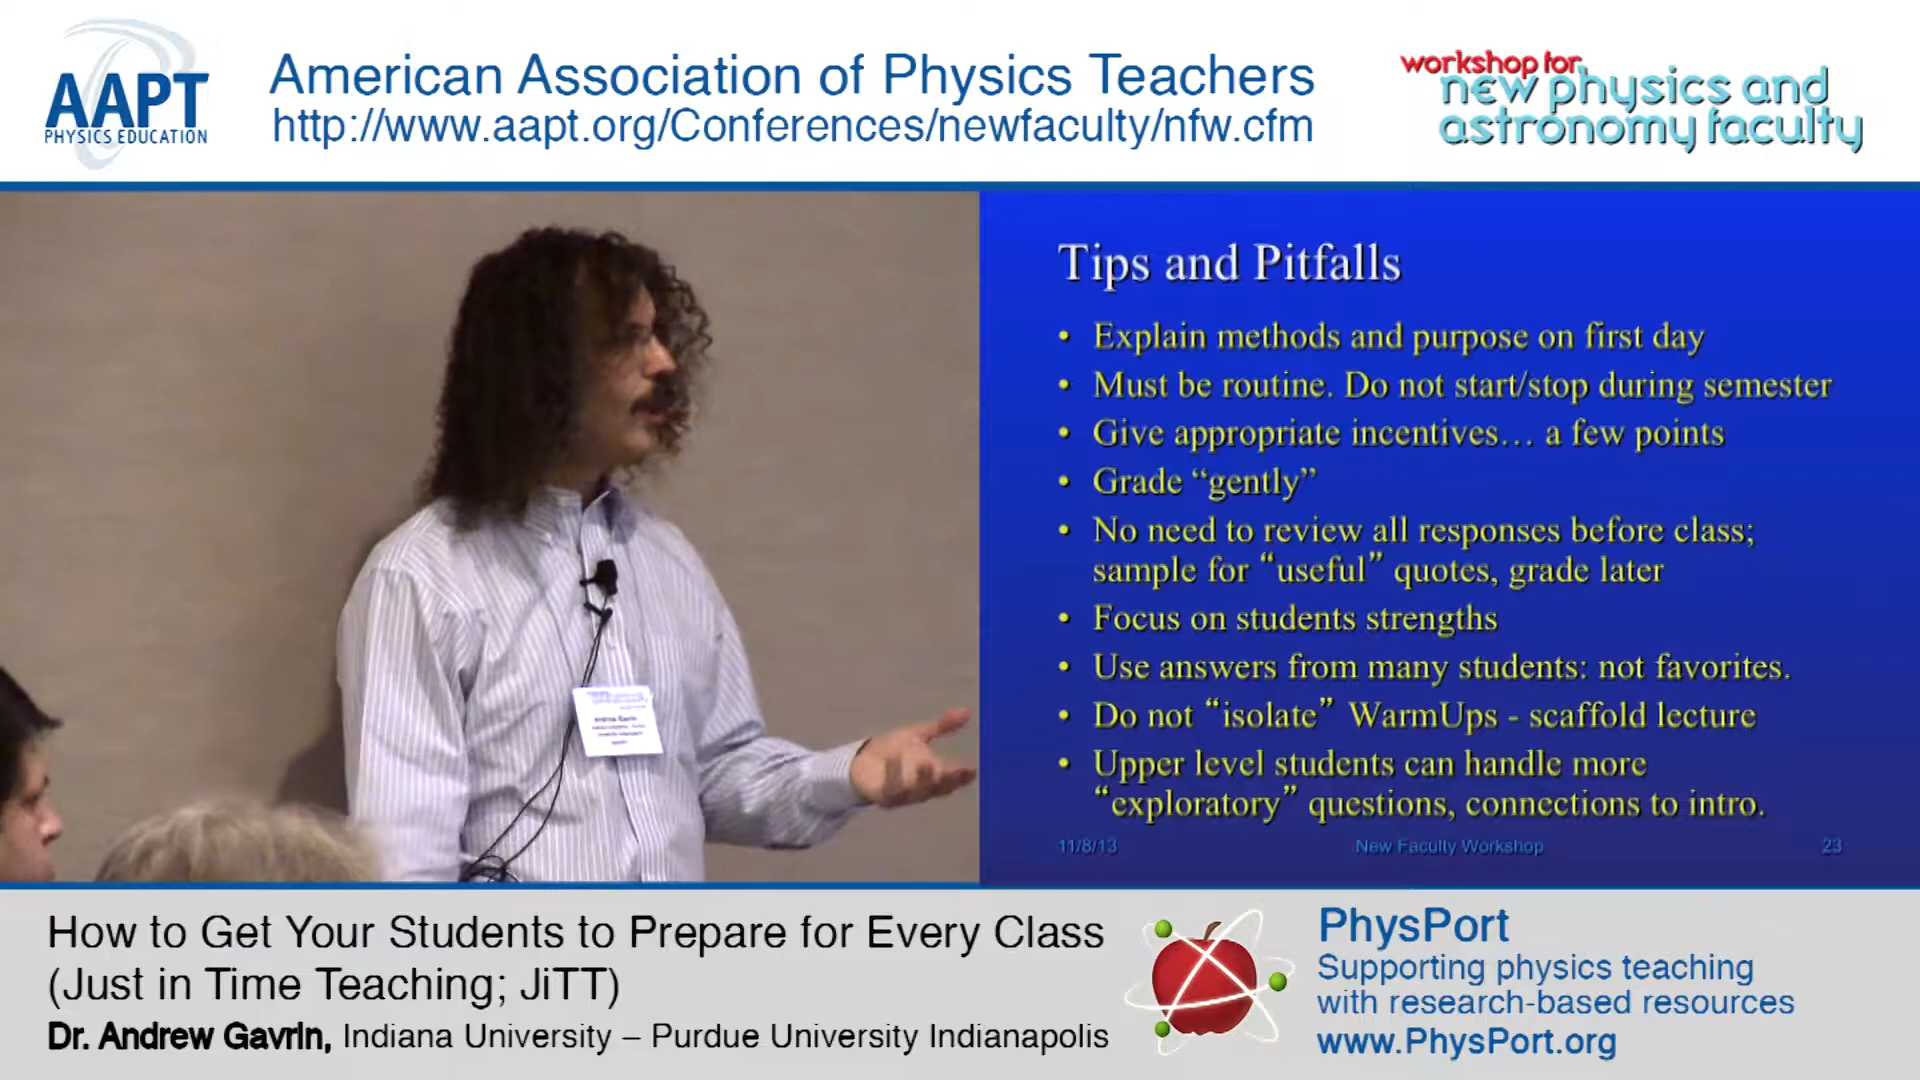 AAPT
PHYSICS EDUCATION
American Association of Physics Teachers
http://www.aapt.org/Conferences/newfaculty/nfw.cfm
workshop for
new physics and
astronomy faculty
Tips and Pitfalls
• Explain methods and purpose on first day
• Must be routine. Do not start/stop during semester
• Give appropriate incentives… a few points
• Grade “gently”
• No need to review all responses before class;
sample for “useful” quotes, grade later
• Focus on students strengths
• Use answers from many students: not favorites.
• Do not “isolate” WarmUps - scaffold lecture
• Upper level students can handle more
“exploratory” questions, connections to intro.
11/8/13 New Faculty Workshop 23
Andrew Gavrin
How to Get Your Students to Prepare for Every Class
(Just in Time Teaching; JiTT)
Dr. Andrew Gavrin, Indiana University – Purdue University Indianapolis
PhysPort
Supporting physics teaching
with research-based resources
www.PhysPort.org